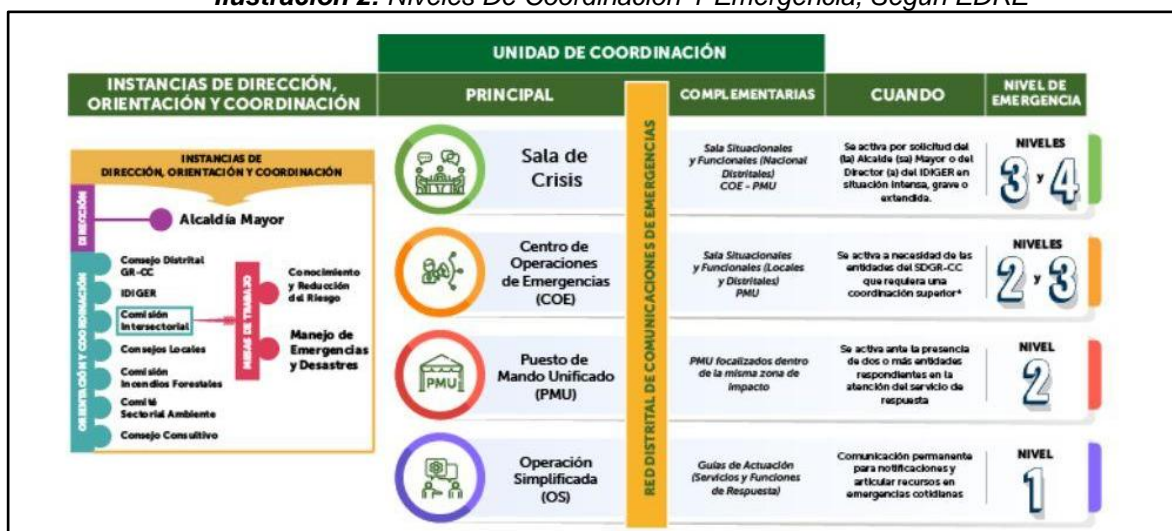 Ilustración 2: Niveles De Coordinación Y Emergencia, Según EDRE
UNIDAD DE COORDINACIÓN
INSTANCIAS DE DIRECCIÓN,
ORIENTACIÓN Y COORDINACIÓN
PRINCIPAL
COMPLEMENTARIAS
CUANDO
NIVEL DE
EMERGENCIA
INSTANCIAS DE
DIRECCIÓN, ORIENTACIÓN Y COORDINACIÓN
DIRECCIÓN
Alcaldía Mayor
ORIENTACIÓN Y COORDINACIÓN
Consejo Distrital
GR-CC
IDIGER
Comisión
Intersectorial
Consejos Locales
Comisión
Incendios Forestales
Comité
Sectorial Ambiente
Consejo Consultivo
MESAS DE TRABAJO
Conocimiento
y Reducción
del Riesgo
Manejo de
Emergencias
y Desastres
RED DISTRITAL DE COMUNICACIONES DE EMERGENCIAS
Sala de
Crisis
Sala Situacionales
y Funcionales (Nacional
Distritales)
COE - PMU
Se activa por solicitud del
(la) Alcalde (sa) Mayor o del
Director (a) del IDIGER en
situación intensa, grave o
extendida.
NIVELES
3 y 4
Centro de
Operaciones
de Emergencias
(COE)
Sala Situacionales
y Funcionales (Locales
y Distritales)
PMU
Se activa a necesidad de las
entidades del SDGR-CC
que requiera una
coordinación superior*
NIVELES
2 y 3
PMU
Puesto de
Mando Unificado
(PMU)
PMU focalizados dentro
de la misma zona de
impacto
Se activa ante la presencia
de dos o más entidades
respondientes en la
atención del servicio de
respuesta
NIVEL
2
Operación
Simplificada
(OS)
Guías de Actuación
(Servicios y Funciones
de Respuesta)
Comunicación permanente
para notificaciones y
articular recursos en
emergencias cotidianas
NIVEL
1